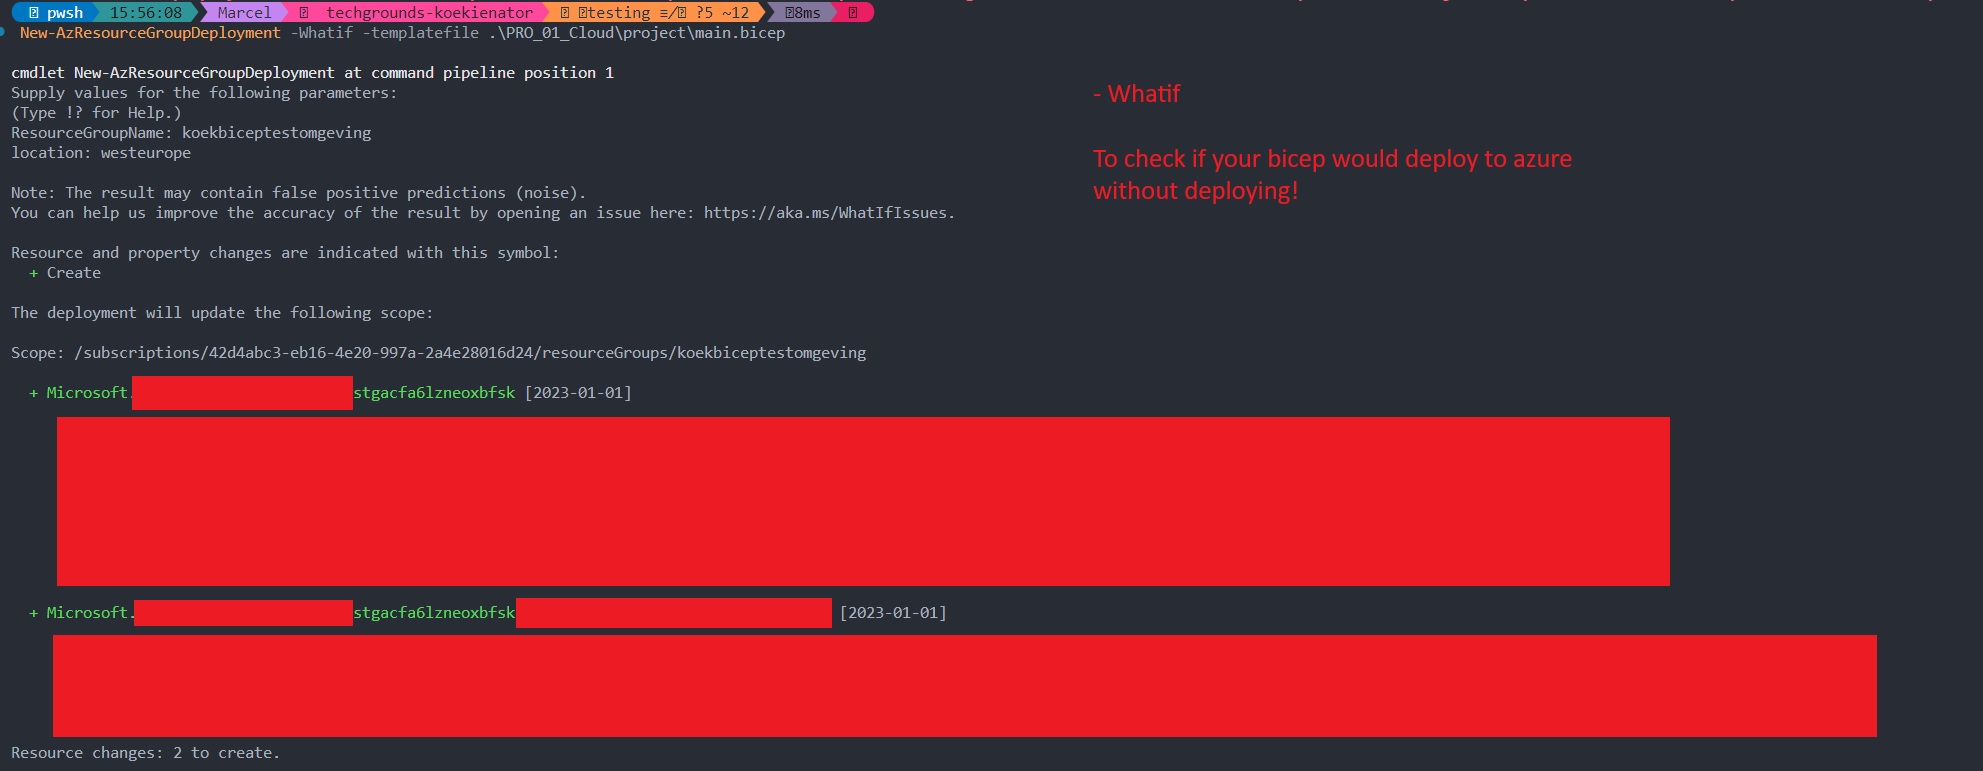 pwsh 15:56:08 Marcel techgrounds-koekienator testing ≡/ ?5 ~12 8ms
New-AzResourceGroupDeployment -Whatif -templatefile .\PRO_01_Cloud\project\main.bicep
cmdlet New-AzResourceGroupDeployment at command pipeline position 1
Supply values for the following parameters:
(Type !? for Help.)
ResourceGroupName: koekbiceptestomgeving
location: westeurope
- Whatif
To check if your bicep would deploy to azure
without deploying!
Note: The result may contain false positive predictions (noise).
You can help us improve the accuracy of the result by opening an issue here: https://aka.ms/WhatIfIssues.
Resource and property changes are indicated with this symbol:
+ Create
The deployment will update the following scope:
Scope: /subscriptions/42d4abc3-eb16-4e20-997a-2a4e28016d24/resourceGroups/koekbiceptestomgeving
+ Microsoft. stgacfa6lzneoxbfsk [2023-01-01]
+ Microsoft. stgacfa6lzneoxbfsk [2023-01-01]
Resource changes: 2 to create.